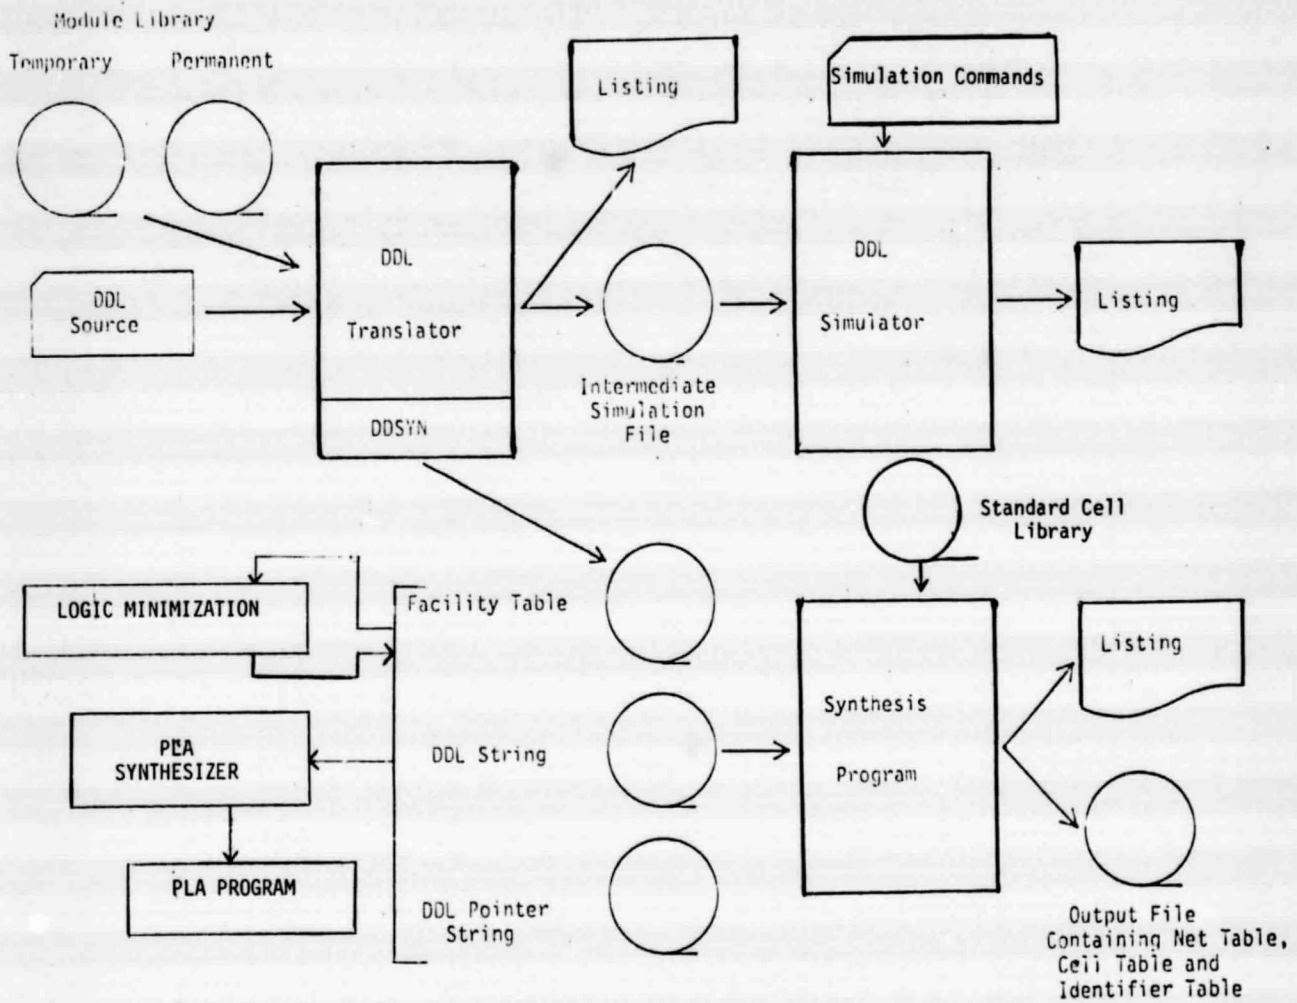 Module Library
Temporary
Permanent
Listing
Simulation Commands
DDL
Source
DDL
Translator
DDSYN
Intermediate
Simulation
File
DDL
Simulator
Listing
Standard Cell
Library
LOGIC MINIMIZATION
Facility Table
PLA
SYNTHESIZER
DDL String
PLA PROGRAM
DDL Pointer
String
Synthesis
Program
Listing
Output File
Containing Net Table,
Cell Table and
Identifier Table